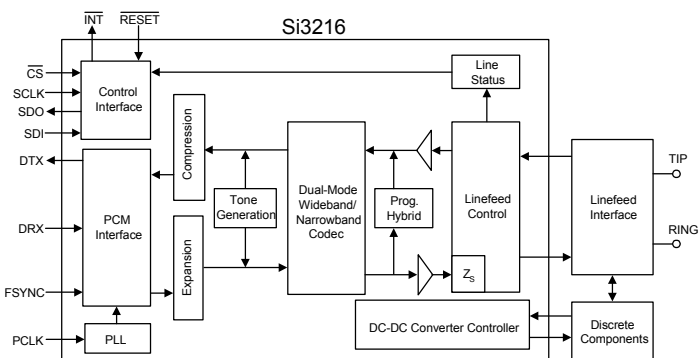 INT
RESET
Si3216
CS
SCLK
SDO
SDI
Control
Interface
Line
Status
DTX
DRX
FSYNC
PCLK
PCM
Interface
PLL
Compression
Expansion
Tone
Generation
Dual-Mode
Wideband/
Narrowband
Codec
Prog.
Hybrid
Linefeed
Control
ZS
Linefeed
Interface
TIP
RING
DC-DC Converter Controller
Discrete
Components